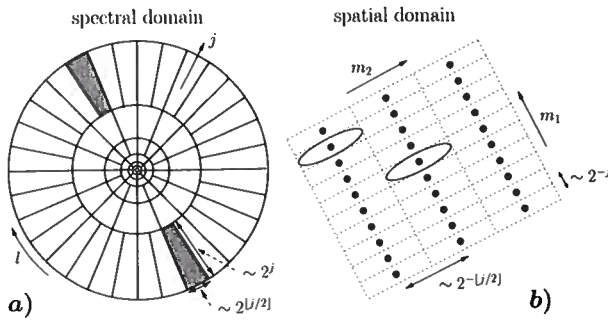 spectral domain
j
l
~ 2^j
~ 2^{⌊j/2⌋}
a)
spatial domain
m_2
m_1
~ 2^{-j}
~ 2^{-⌊j/2⌋}
b)